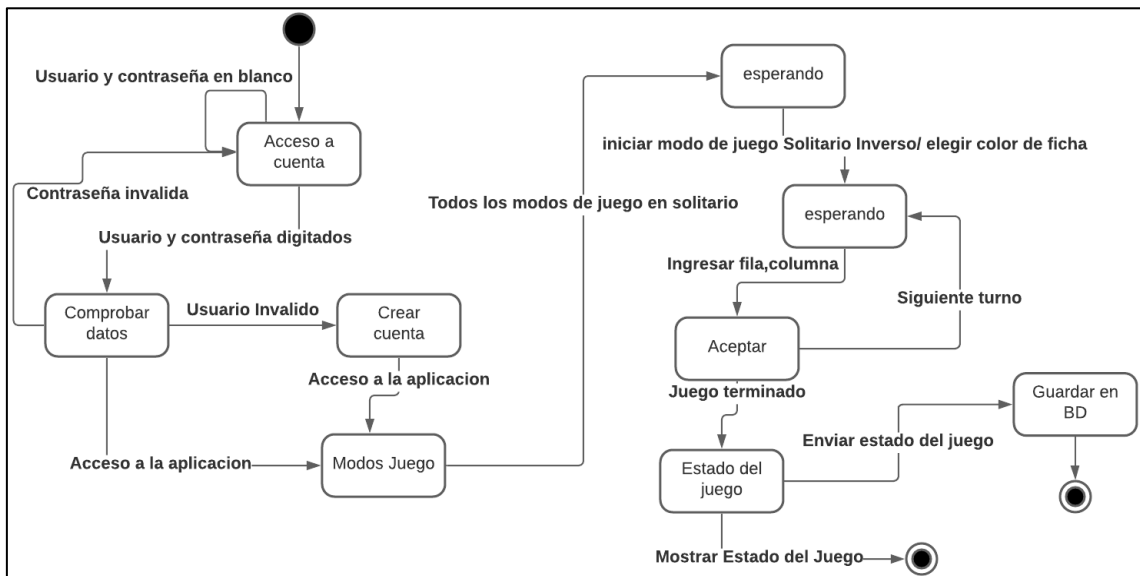 Usuario y contraseña en blanco
Acceso a
cuenta
Contraseña invalida
Usuario y contraseña digitados
Comprobar
datos
Usuario Invalido
Crear
cuenta
Acceso a la aplicacion
Acceso a la aplicacion
Modos Juego
Todos los modos de juego en solitario
esperando
iniciar modo de juego Solitario Inverso/ elegir color de ficha
esperando
Ingresar fila,columna
Siguiente turno
Aceptar
Juego terminado
Estado del
juego
Enviar estado del juego
Guardar en
BD
Mostrar Estado del Juego